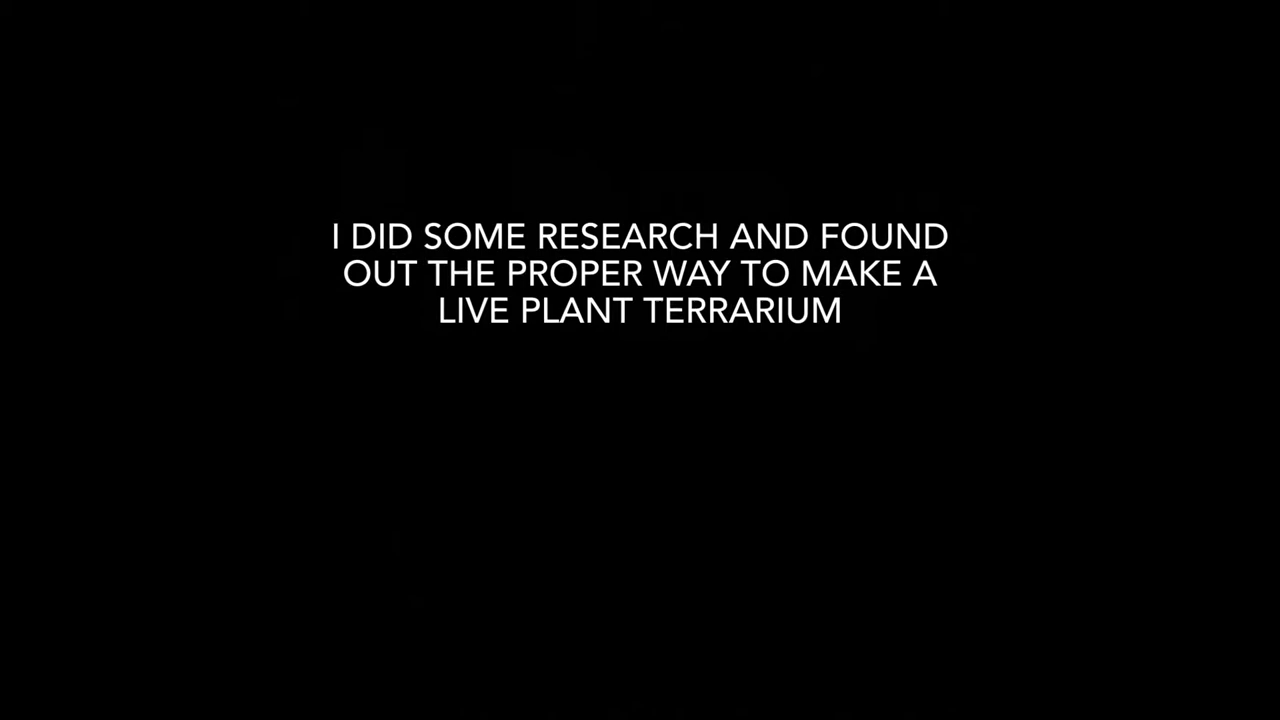 I DID SOME RESEARCH AND FOUND
OUT THE PROPER WAY TO MAKE A
LIVE PLANT TERRARIUM